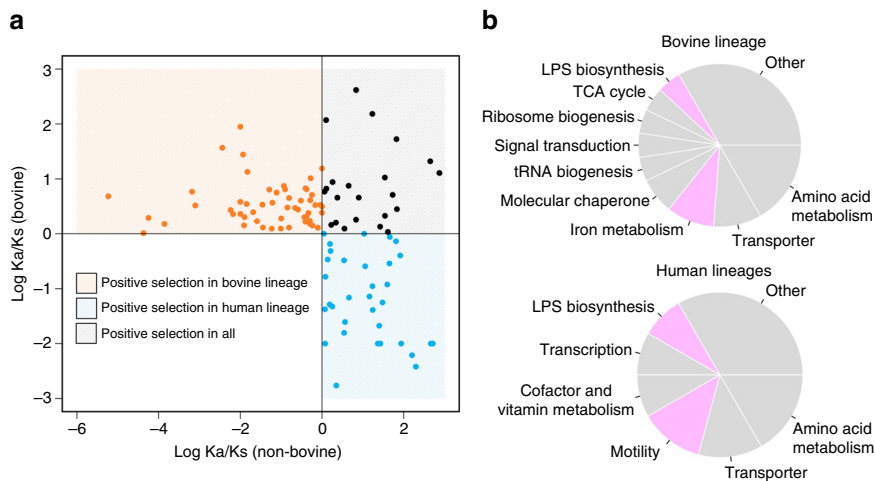 a
3
2
1
0
−1
−2
−3
Log Ka/Ks (bovine)
Positive selection in bovine lineage
Positive selection in human lineage
Positive selection in all
−6
−4
−2
0
2
Log Ka/Ks (non-bovine)
b
Bovine lineage
Other
LPS biosynthesis
TCA cycle
Ribosome biogenesis
Signal transduction
tRNA biogenesis
Molecular chaperone
Iron metabolism
Transporter
Amino acid
metabolism
Human lineages
Other
LPS biosynthesis
Transcription
Cofactor and
vitamin metabolism
Motility
Transporter
Amino acid
metabolism